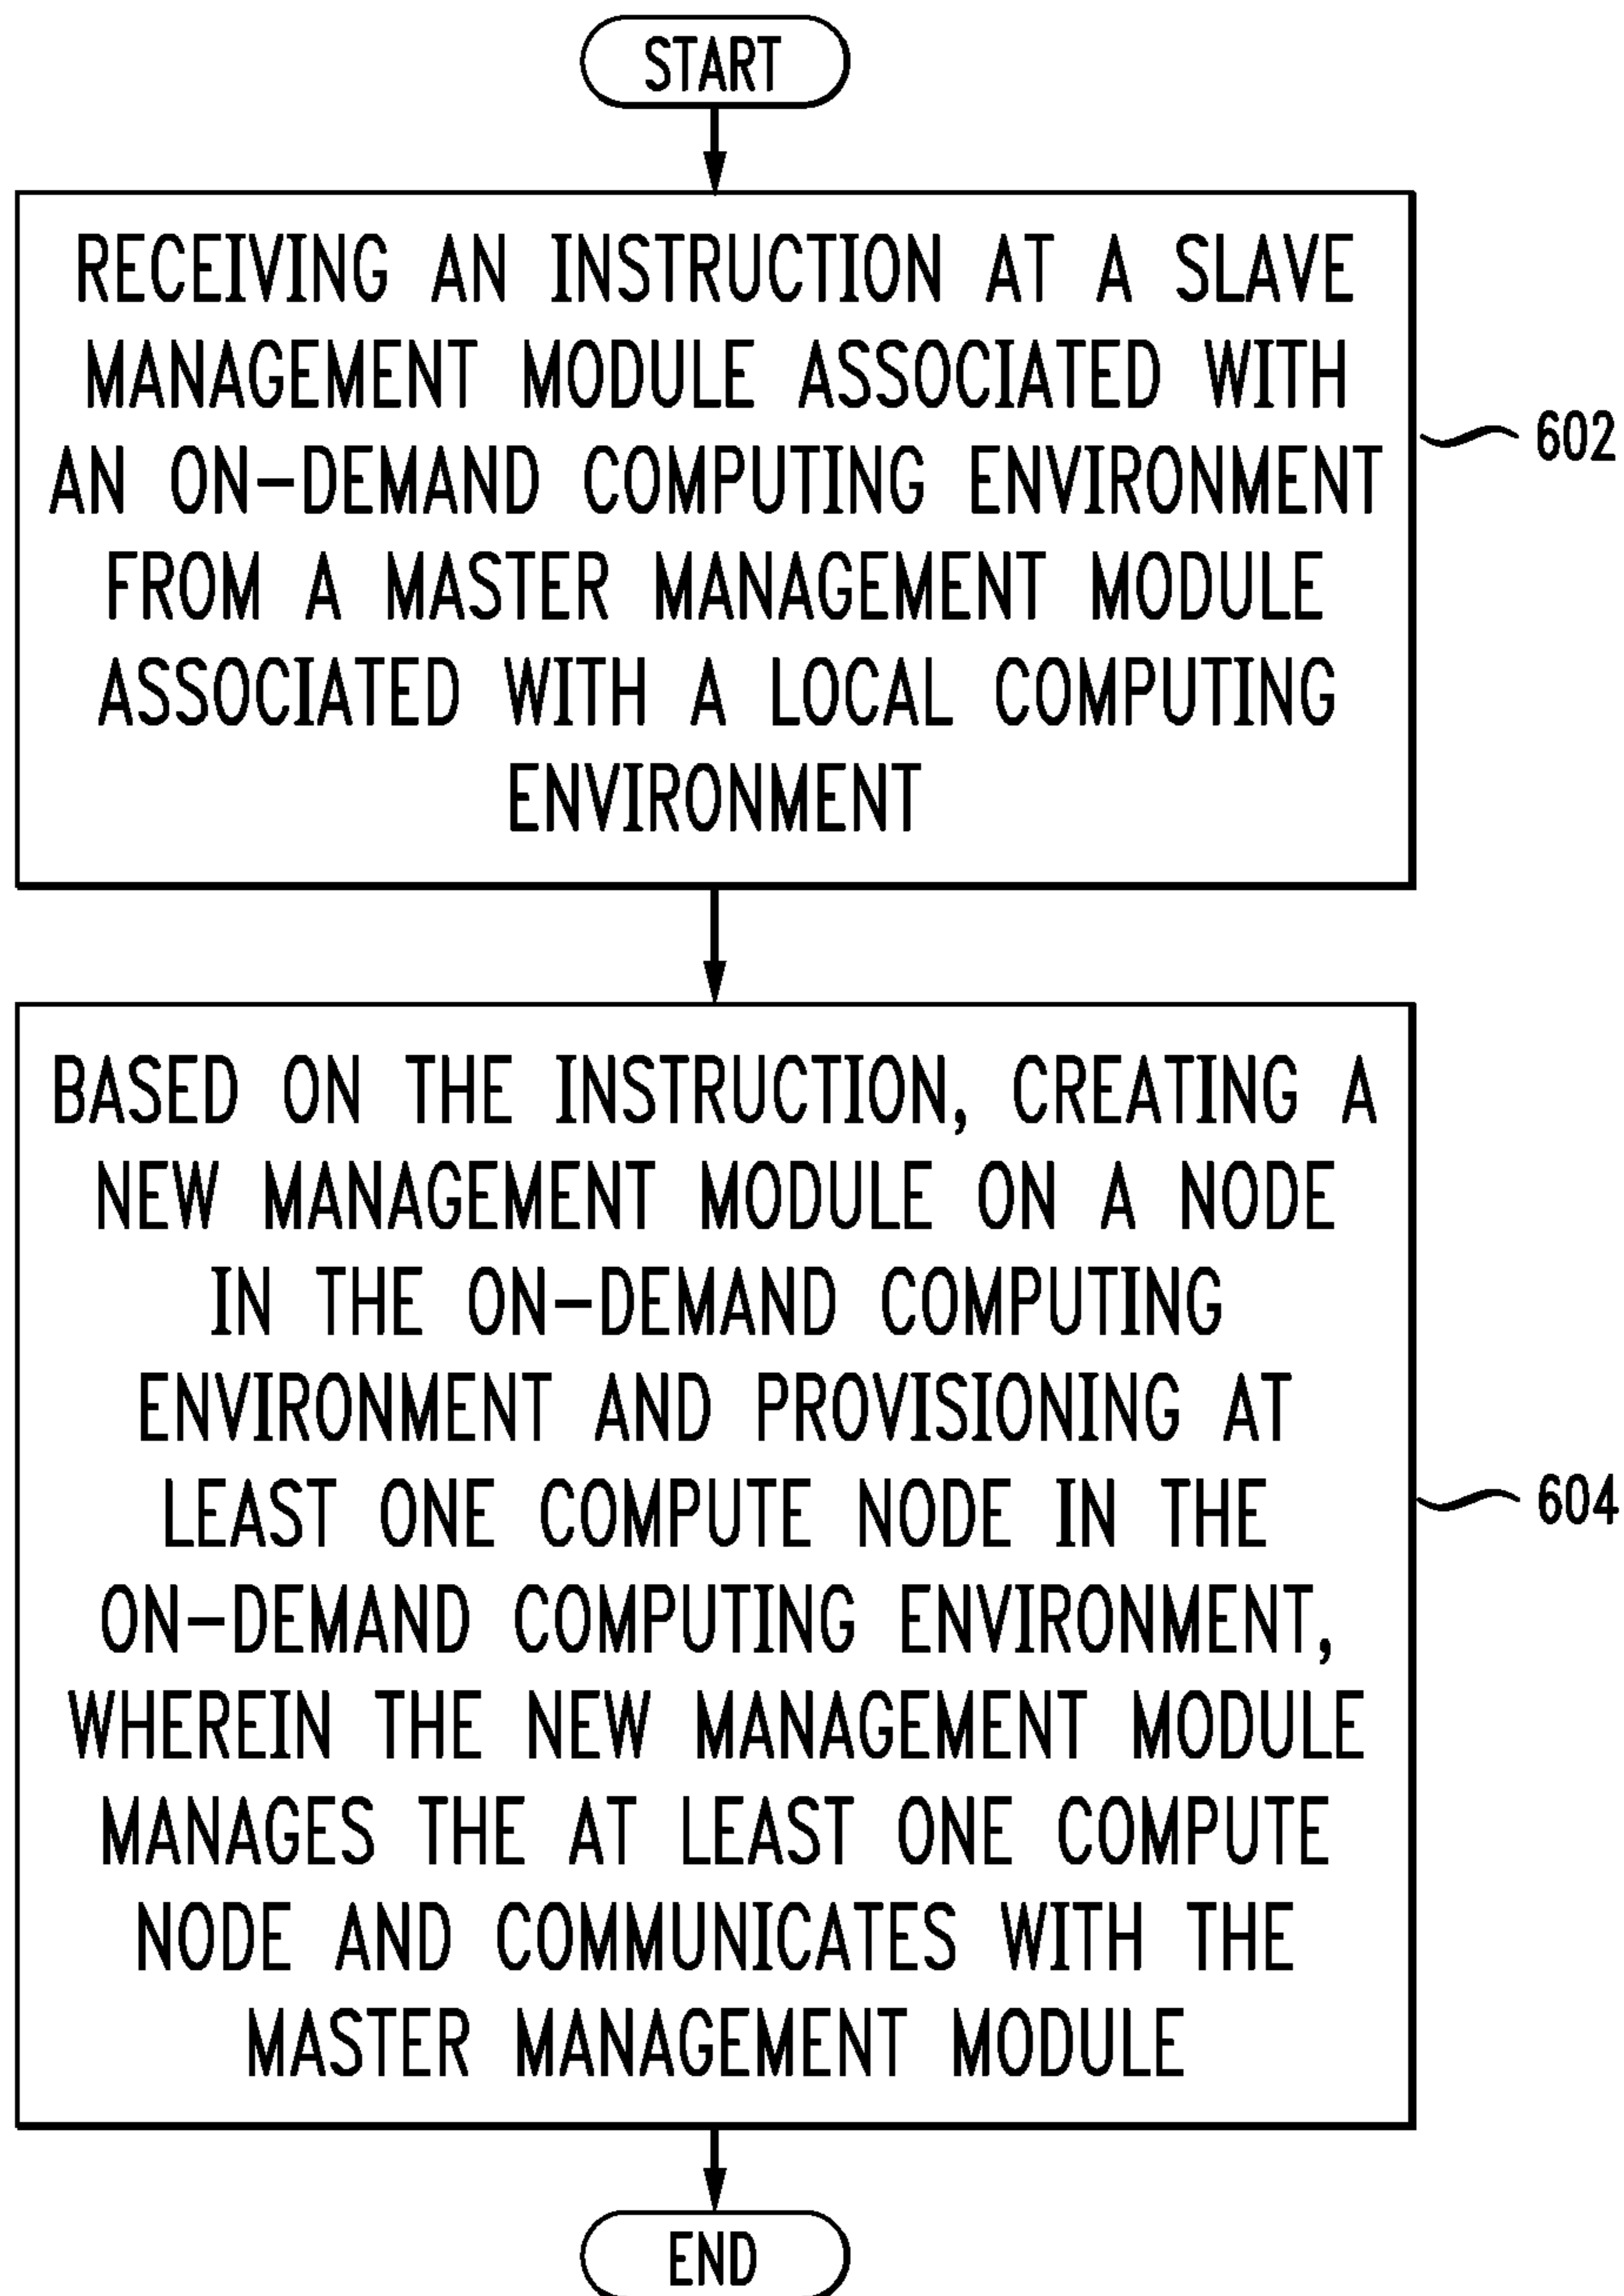 START
RECEIVING AN INSTRUCTION AT A SLAVE
MANAGEMENT MODULE ASSOCIATED WITH
AN ON-DEMAND COMPUTING ENVIRONMENT
FROM A MASTER MANAGEMENT MODULE
ASSOCIATED WITH A LOCAL COMPUTING
ENVIRONMENT
602
BASED ON THE INSTRUCTION, CREATING A
NEW MANAGEMENT MODULE ON A NODE
IN THE ON-DEMAND COMPUTING
ENVIRONMENT AND PROVISIONING AT
LEAST ONE COMPUTE NODE IN THE
ON-DEMAND COMPUTING ENVIRONMENT,
WHEREIN THE NEW MANAGEMENT MODULE
MANAGES THE AT LEAST ONE COMPUTE
NODE AND COMMUNICATES WITH THE
MASTER MANAGEMENT MODULE
604
END